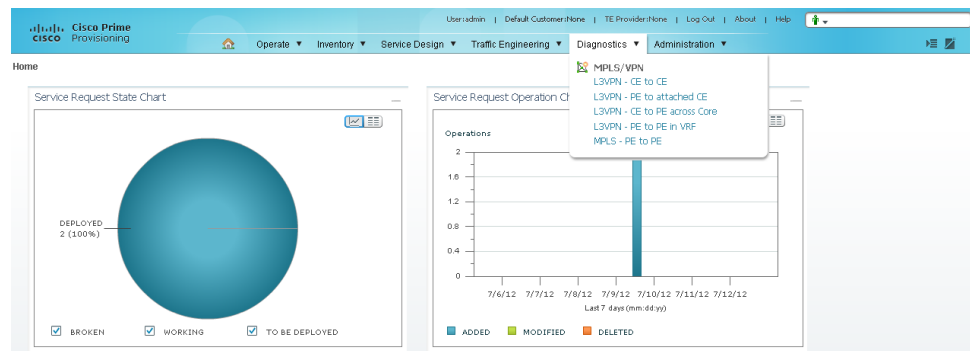 User:admin | Default Customer:None | TE Provider:None | Log Out | About | Help
Cisco Prime
CISCO Provisioning
Operate ▼ Inventory ▼ Service Design ▼ Traffic Engineering ▼ Diagnostics ▼ Administration ▼
Home
MPLS/VPN
L3VPN - CE to CE
L3VPN - PE to attached CE
L3VPN - CE to PE across Core
L3VPN - PE to PE in VRF
MPLS - PE to PE
Service Request State Chart
DEPLOYED
2 (100%)
BROKEN WORKING TO BE DEPLOYED
Service Request Operation Ch
Operations
2
1.6
1.2
0.8
0.4
0
7/6/12 7/7/12 7/8/12 7/9/12 7/10/12 7/11/12 7/12/12
Last 7 days (mm:dd:yy)
ADDED MODIFIED DELETED